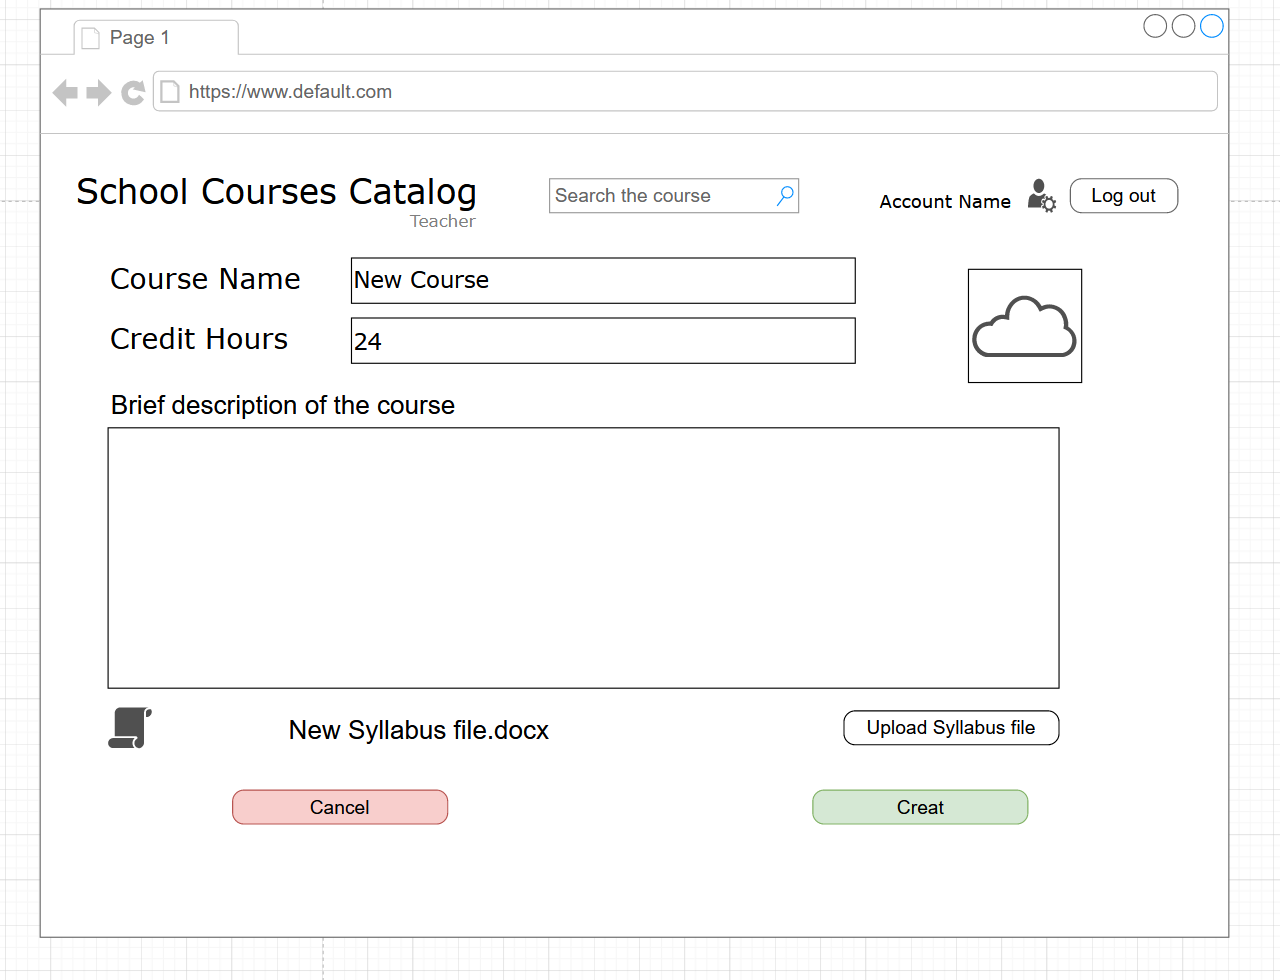 Page 1
https://www.default.com
School Courses Catalog
Teacher
Search the course
Account Name
Log out
Course Name
New Course
Credit Hours
24
Brief description of the course
New Syllabus file.docx
Upload Syllabus file
Cancel
Creat